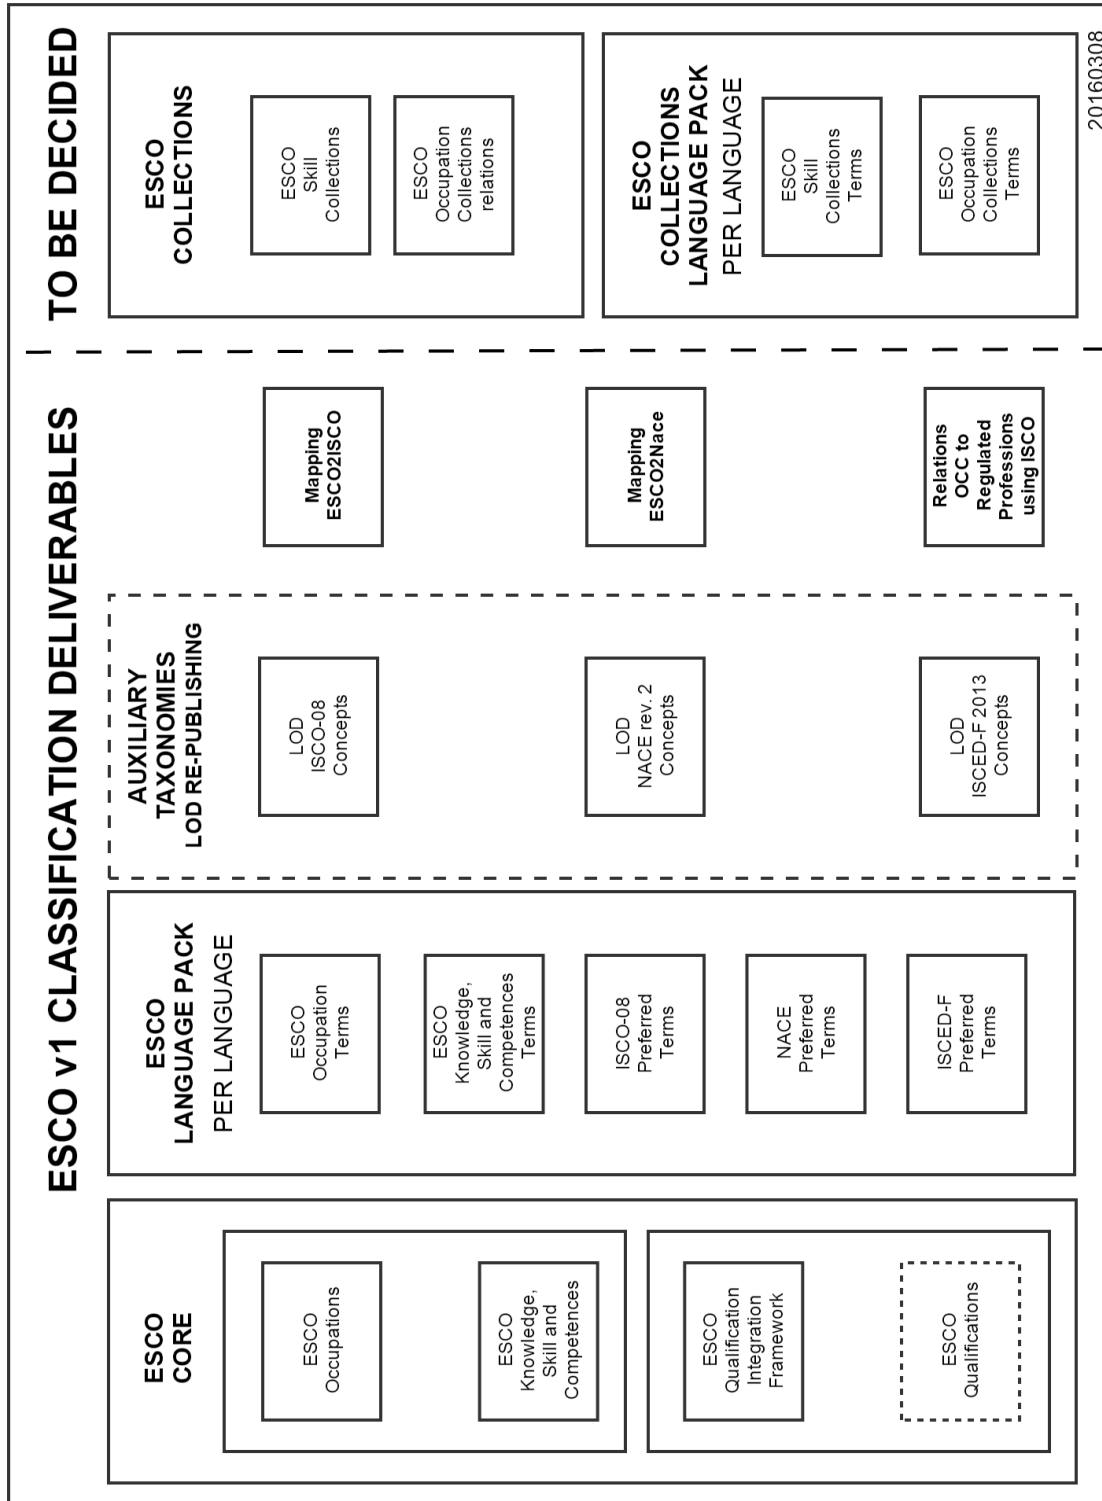 ESCO v1 CLASSIFICATION DELIVERABLES
TO BE DECIDED
ESCO
CORE
ESCO
Occupations
ESCO
Knowledge,
Skill and
Competences
ESCO
Qualification
Integration
Framework
ESCO
Qualifications
ESCO
LANGUAGE PACK
PER LANGUAGE
ESCO
Occupation
Terms
ESCO
Knowledge,
Skill and
Competences
Terms
ISCO-08
Preferred
Terms
NACE
Preferred
Terms
ISCED-F
Preferred
Terms
AUXILIARY
TAXONOMIES
LOD RE-PUBLISHING
LOD
ISCO-08
Concepts
LOD
NACE rev. 2
Concepts
LOD
ISCED-F 2013
Concepts
Mapping
ESCO2ISCO
Mapping
ESCO2Nace
Relations
OCC to
Regulated
Professions
using ISCO
ESCO
COLLECTIONS
ESCO
Skill
Collections
ESCO
Occupation
Collections
relations
ESCO
COLLECTIONS
LANGUAGE PACK
PER LANGUAGE
ESCO
Skill
Collections
Terms
ESCO
Occupation
Collections
Terms
20160308